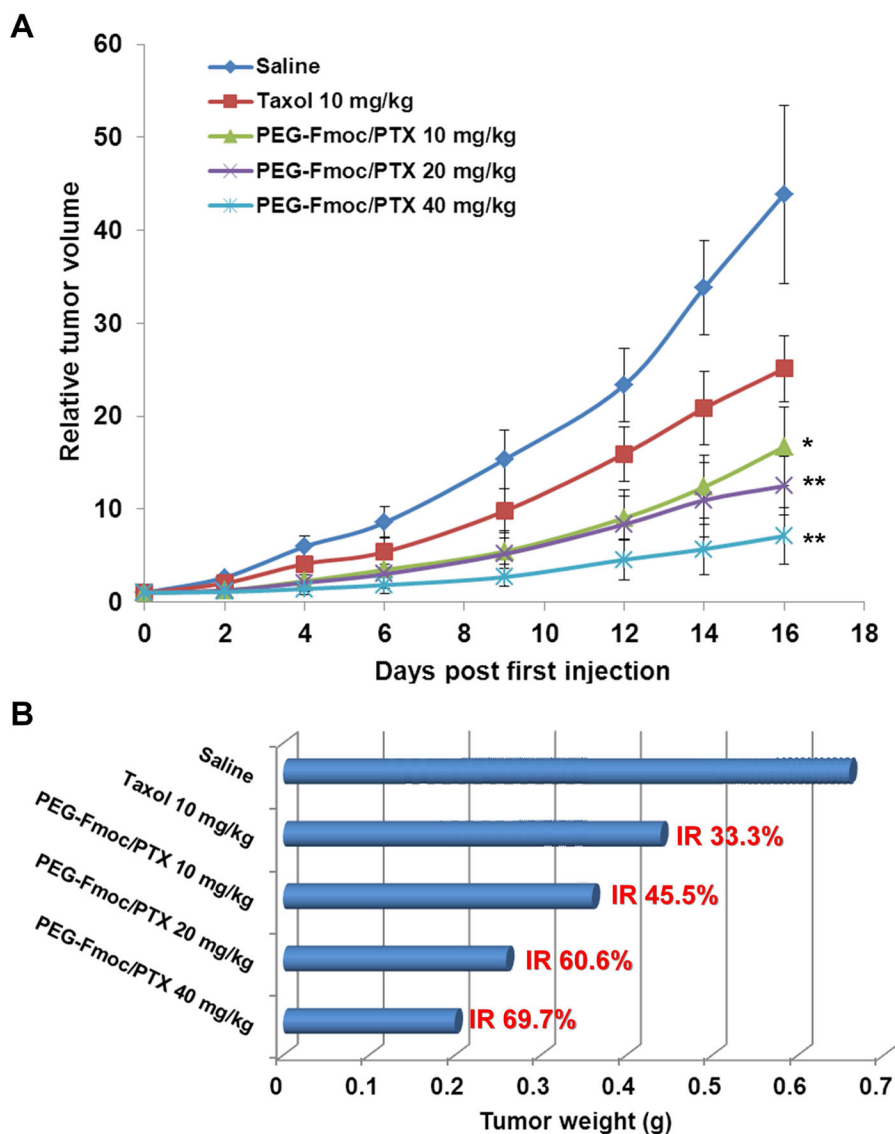 A
60
50
40
30
20
10
0
Relative tumor volume
Saline
Taxol 10 mg/kg
PEG-Fmoc/PTX 10 mg/kg
PEG-Fmoc/PTX 20 mg/kg
PEG-Fmoc/PTX 40 mg/kg
*
**
**
0 2 4 6 8 10 12 14 16 18
Days post first injection
B
Saline
Taxol 10 mg/kg
IR 33.3%
PEG-Fmoc/PTX 10 mg/kg
IR 45.5%
PEG-Fmoc/PTX 20 mg/kg
IR 60.6%
PEG-Fmoc/PTX 40 mg/kg
IR 69.7%
0 0.1 0.2 0.3 0.4 0.5 0.6 0.7
Tumor weight (g)